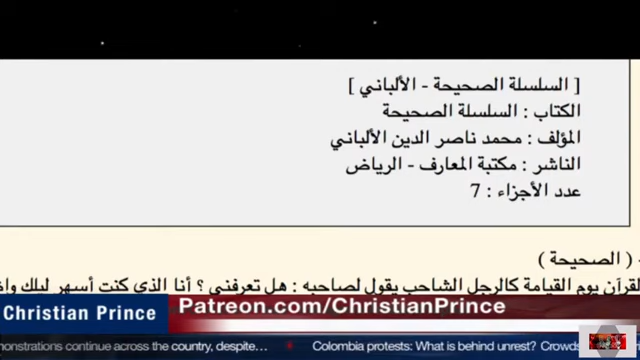 [ السلسلة الصحيحة - الألباني ]
الكتاب : السلسلة الصحيحة
المؤلف : محمد ناصر الدين الألباني
الناشر : مكتبة المعارف - الرياض
عدد الأجزاء : 7
- ( الصحيحة )
القرآن يوم القيامة كالرجل الشاحب يقول لصاحبه : هل تعرفني ؟ أنا الذي كنت أسهر ليلك
Christian Prince
Patreon.com/ChristianPrince
monstrations continue across the country, despite... Colombia protests: What is behind unrest? Crowds